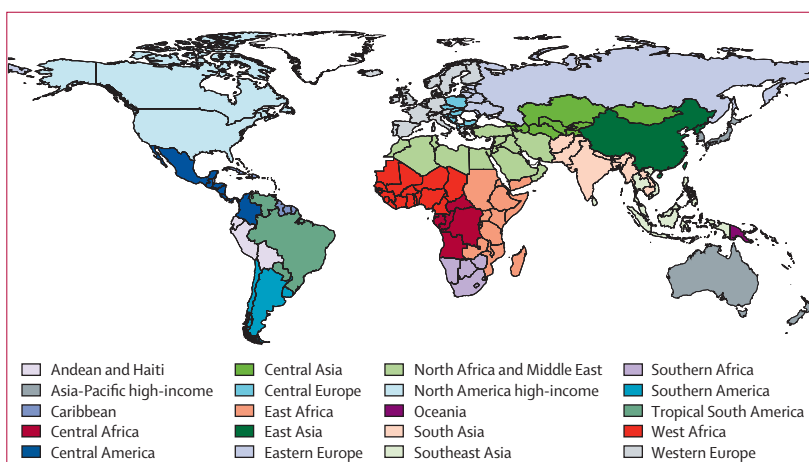 Andean and Haiti
Asia-Pacific high-income
Caribbean
Central Africa
Central America
Central Asia
Central Europe
East Africa
East Asia
Eastern Europe
North Africa and Middle East
North America high-income
Oceania
South Asia
Southeast Asia
Southern Africa
Southern America
Tropical South America
West Africa
Western Europe